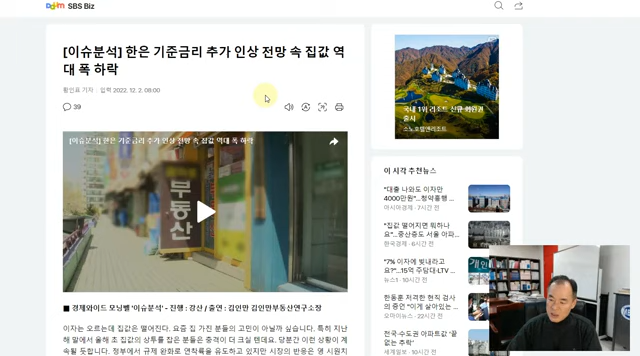 Daum SBS Biz
[이슈분석] 한은 기준금리 추가 인상 전망 속 집값 역
대 폭 하락
황인표 기자 · 입력 2022. 12. 2. 08:00
39
[이슈분석] 한은 기준금리 추가 인상 전망 속 집값 역대 폭 하락
부동산
■ 경제와이드 모닝벨 '이슈분석' - 진행 : 강산 / 출연 : 김인만 김인만부동산연구소장
이자는 오르는데 집값은 떨어진다. 요즘 집 가진 분들의 고민이 아닐까 싶습니다. 특히 지난
해 말에서 올해 초 집값의 상투를 잡은 분들은 충격이 더 크실 텐데요. 당분간 이런 상황이 계
속될 듯합니다. 정부에서 규제 완화로 연착륙을 유도하고 있지만 시장의 반응은 영 시원치
국내 1위 리조트 신규 회원권
출시
소노호텔앤리조트
이 시각 추천뉴스
"대출 나와도 이자만
4000만원"...청약흥행 ...
아시아경제 · 7시간 전
"집값 떨어지면 뭐하나
요"...중산층도 서울 아파...
한국경제 · 6시간 전
"7% 이자에 빚내라고
요?"...15억 주담대·LTV ...
뉴스1 · 10시간 전
한동훈 저격한 현직 검사
의 증언 "이게 살아있는 ...
오마이뉴스 · 22시간 전
전국·수도권 아파트값 "끝
없는 추락"
세계일보 · 10시간 전